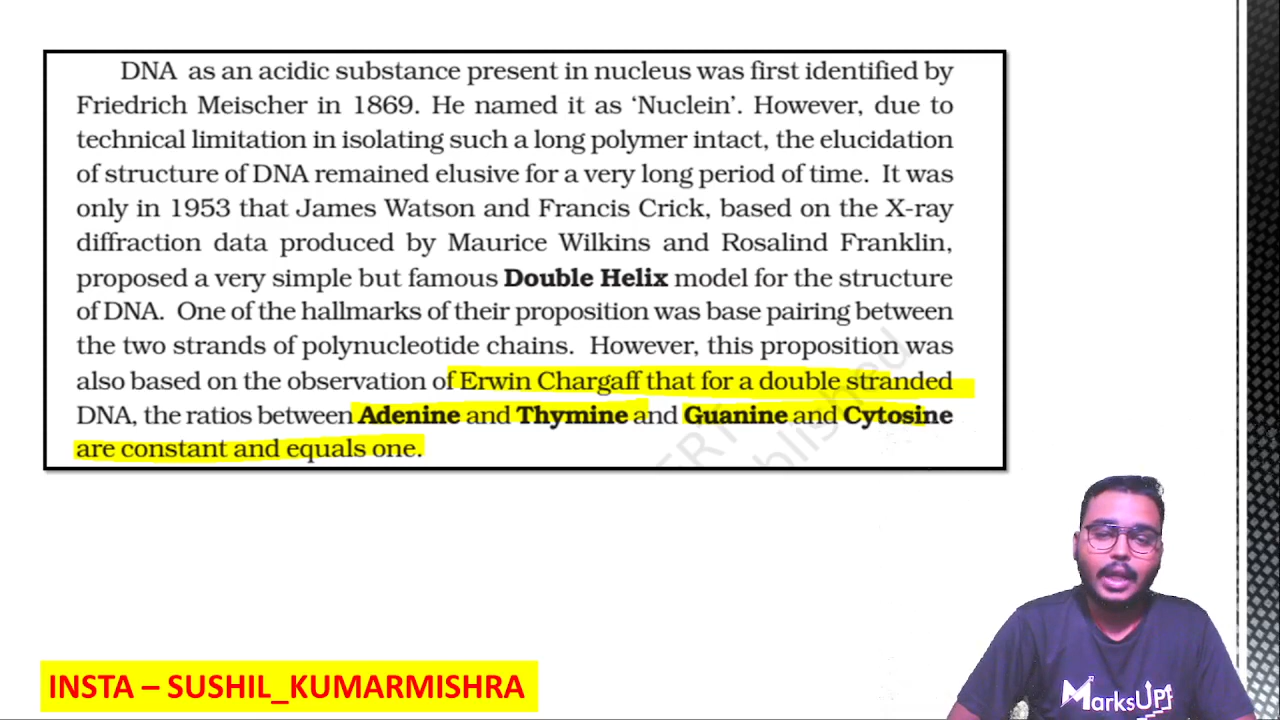 DNA as an acidic substance present in nucleus was first identified by
Friedrich Meischer in 1869. He named it as ‘Nuclein’. However, due to
technical limitation in isolating such a long polymer intact, the elucidation
of structure of DNA remained elusive for a very long period of time. It was
only in 1953 that James Watson and Francis Crick, based on the X-ray
diffraction data produced by Maurice Wilkins and Rosalind Franklin,
proposed a very simple but famous Double Helix model for the structure
of DNA. One of the hallmarks of their proposition was base pairing between
the two strands of polynucleotide chains. However, this proposition was
also based on the observation of Erwin Chargaff that for a double stranded
DNA, the ratios between Adenine and Thymine and Guanine and Cytosine
are constant and equals one.
INSTA – SUSHIL_KUMARMISHRA
MarksUP!